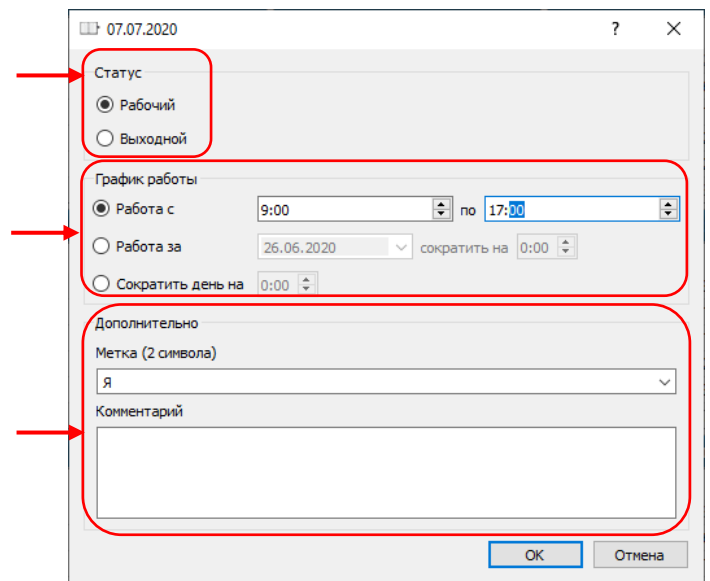 07.07.2020 ?
Статус
Рабочий
Выходной
График работы
Работа с 9:00 по 17:00
Работа за 26.06.2020 сократить на 0:00
Сократить день на 0:00
Дополнительно
Метка (2 символа)
Я
Комментарий
OK Отмена